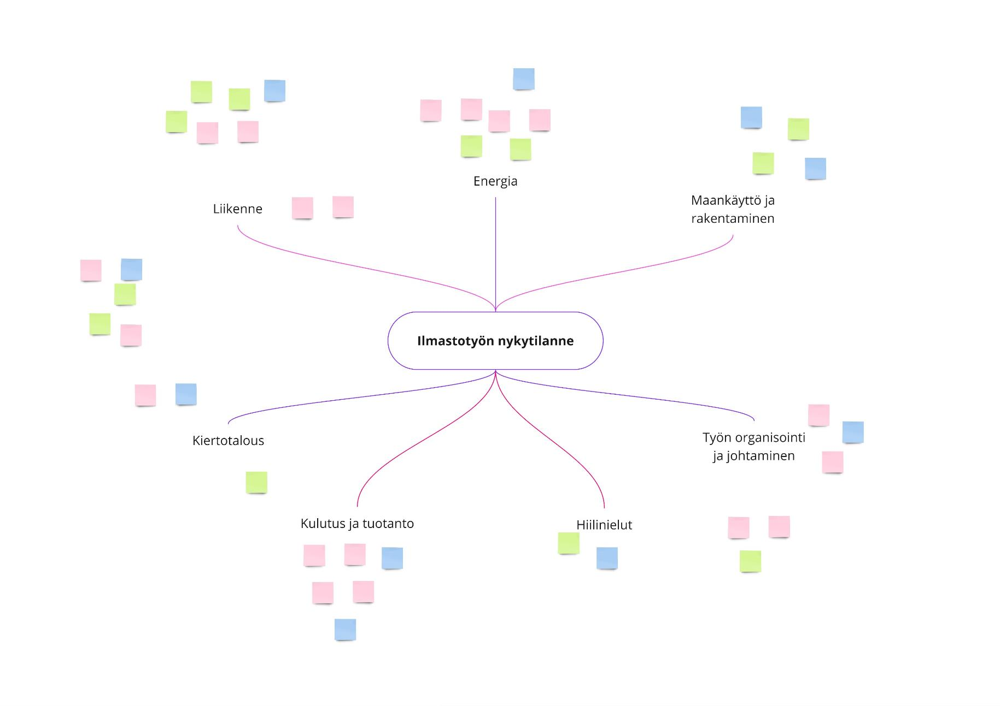 Energia
Liikenne
Maankäyttö ja
rakentaminen
Ilmastotyön nykytilanne
Kiertotalous
Työn organisointi
ja johtaminen
Kulutus ja tuotanto
Hiilinielut